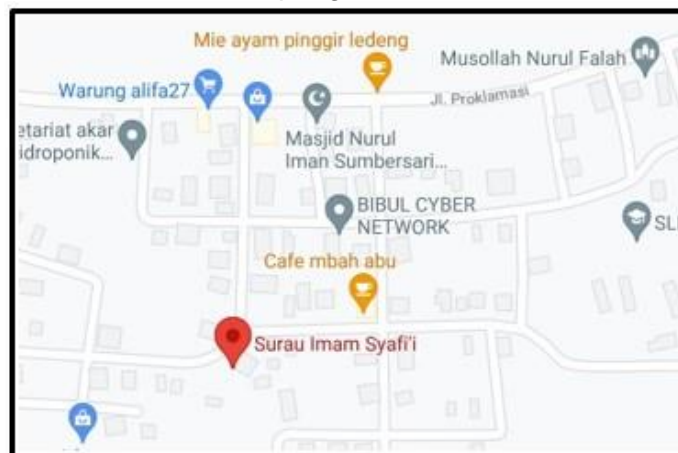 Mie ayam pinggir ledeng
Musollah Nurul Falah
Warung alifa27
Jl. Proklamasi
etariat akar
idroponik...
Masjid Nurul
Iman Sumbersari...
BIBUL CYBER
NETWORK
SL
Cafe mbah abu
Surau Imam Syafi'i